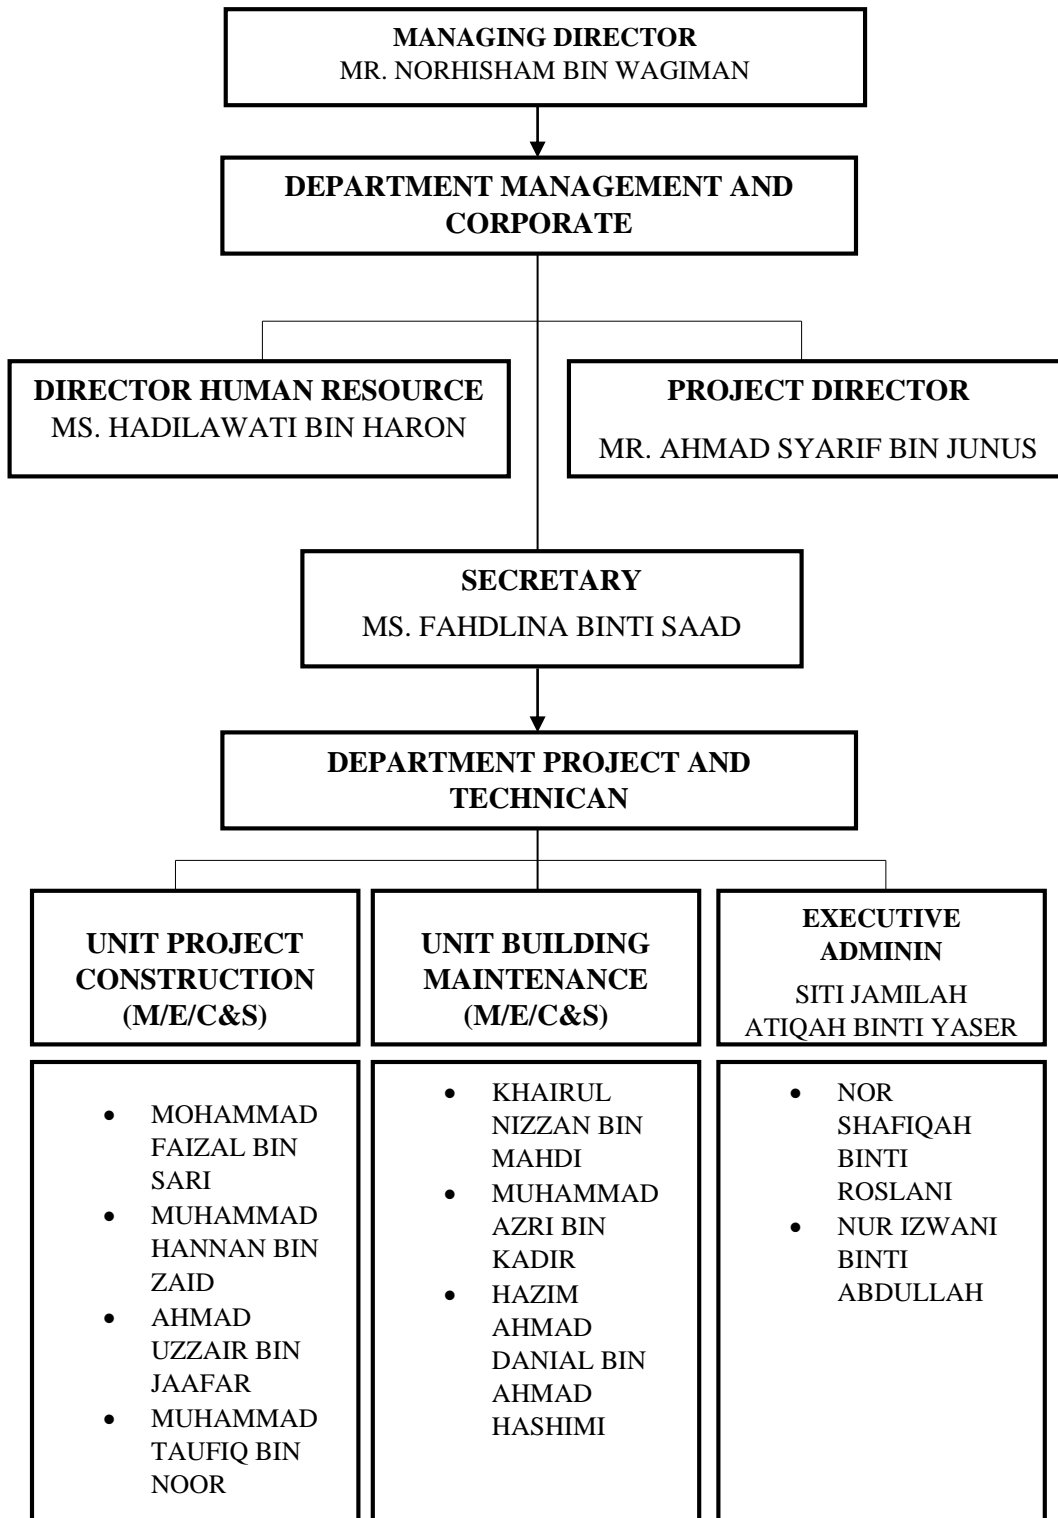 MANAGING DIRECTOR
MR. NORHISHAM BIN WAGIMAN
DEPARTMENT MANAGEMENT AND
CORPORATE
DIRECTOR HUMAN RESOURCE
MS. HADILAWATI BIN HARON
PROJECT DIRECTOR
MR. AHMAD SYARIF BIN JUNUS
SECRETARY
MS. FAHDLINA BINTI SAAD
DEPARTMENT PROJECT AND
TECHNICAN
UNIT PROJECT
CONSTRUCTION
(M/E/C&S)
UNIT BUILDING
MAINTENANCE
(M/E/C&S)
EXECUTIVE
ADMININ
SITI JAMILAH
ATIQAH BINTI YASER
• MOHAMMAD
FAIZAL BIN
SARI
• MUHAMMAD
HANNAN BIN
ZAID
• AHMAD
UZZAIR BIN
JAAFAR
• MUHAMMAD
TAUFIQ BIN
NOOR
• KHAIRUL
NIZZAN BIN
MAHDI
• MUHAMMAD
AZRI BIN
KADIR
• HAZIM
AHMAD
DANIAL BIN
AHMAD
HASHIMI
• NOR
SHAFIQAH
BINTI
ROSLANI
• NUR IZWANI
BINTI
ABDULLAH